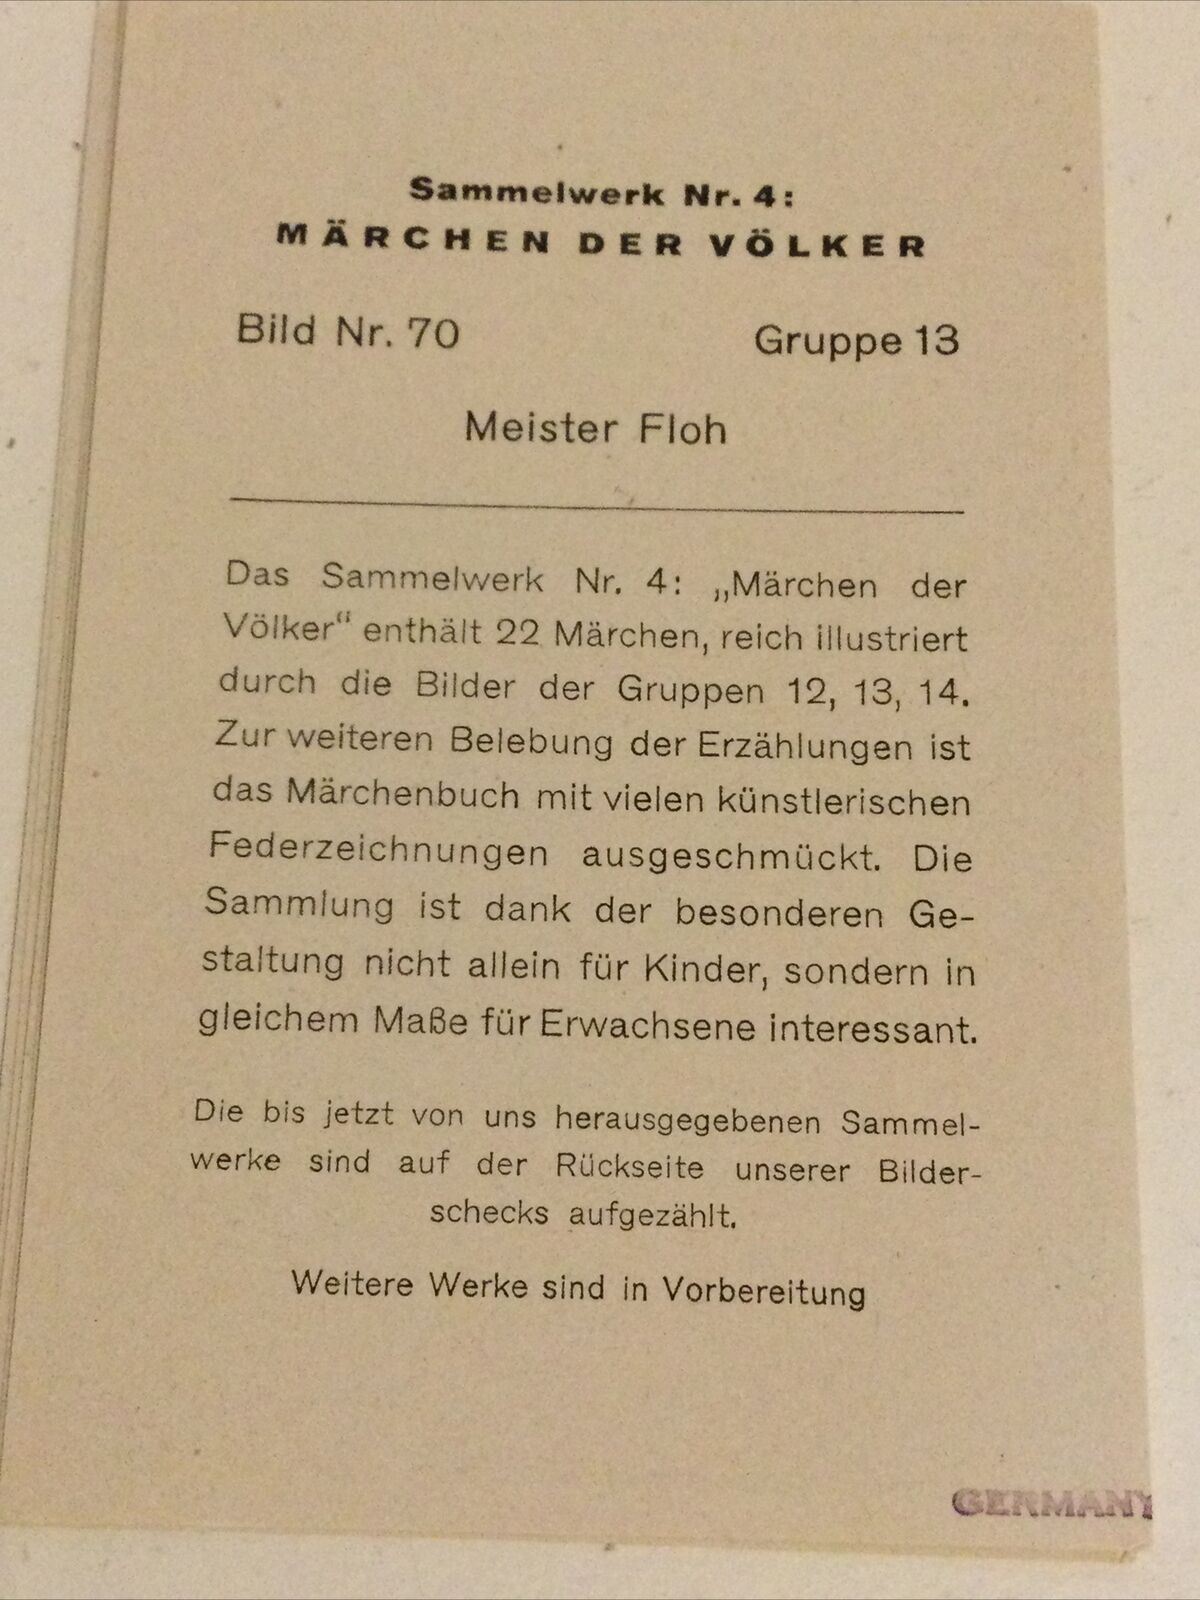 Sammelwerk Nr. 4:
MÄRCHEN DER VÖLKER
Bild Nr. 70 Gruppe 13
Meister Floh
Das Sammelwerk Nr. 4: „Märchen der
Völker“ enthält 22 Märchen, reich illustriert
durch die Bilder der Gruppen 12, 13, 14.
Zur weiteren Belebung der Erzählungen ist
das Märchenbuch mit vielen künstlerischen
Federzeichnungen ausgeschmückt. Die
Sammlung ist dank der besonderen Ge-
staltung nicht allein für Kinder, sondern in
gleichem Maße für Erwachsene interessant.
Die bis jetzt von uns herausgegebenen Sammel-
werke sind auf der Rückseite unserer Bilder-
schecks aufgezählt.
Weitere Werke sind in Vorbereitung
GERMANY